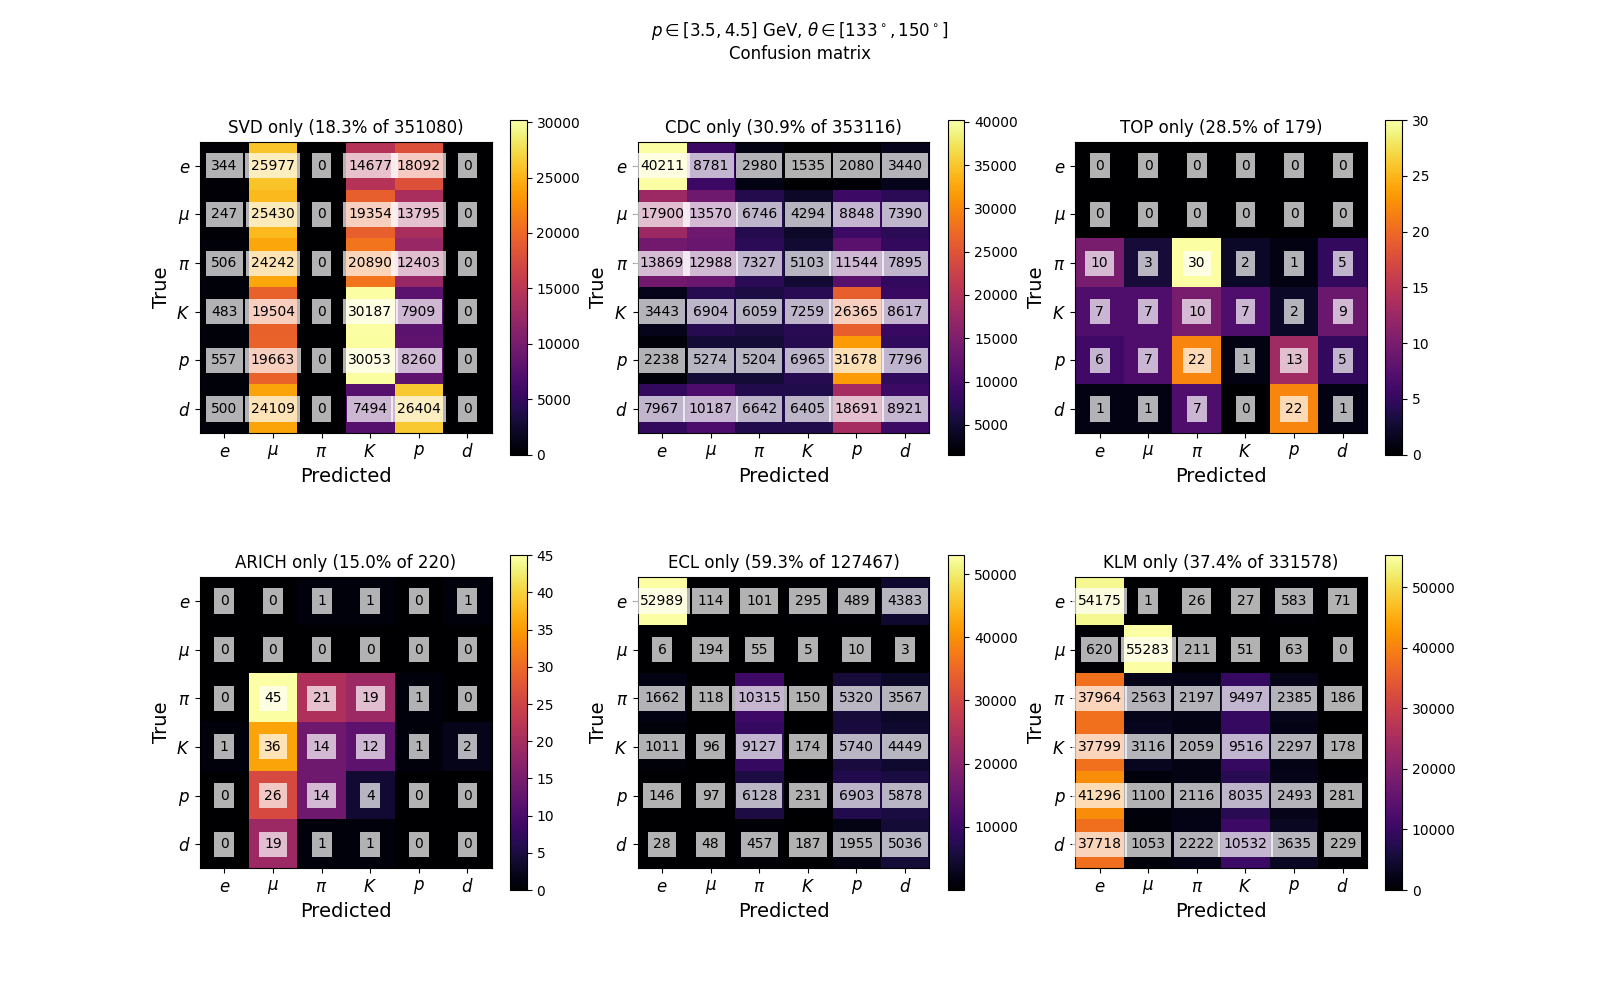 p ∈ [3.5, 4.5] GeV, θ ∈ [133°, 150°]
Confusion matrix
SVD only (18.3% of 351080)
True
e 344 25977 0 14677 18092 0
μ 247 25430 0 19354 13795 0
π 506 24242 0 20890 12403 0
K 483 19504 0 30187 7909 0
p 557 19663 0 30053 8260 0
d 500 24109 0 7494 26404 0
e μ π K p d
Predicted
30000
25000
20000
15000
10000
5000
0
CDC only (30.9% of 353116)
True
e 40211 8781 2980 1535 2080 3440
μ 17900 13570 6746 4294 8848 7390
π 13869 12988 7327 5103 11544 7895
K 3443 6904 6059 7259 26365 8617
p 2238 5274 5204 6965 31678 7796
d 7967 10187 6642 6405 18691 8921
e μ π K p d
Predicted
40000
35000
30000
25000
20000
15000
10000
5000
TOP only (28.5% of 179)
True
e 0 0 0 0 0 0
μ 0 0 0 0 0 0
π 10 3 30 2 1 5
K 7 7 10 7 2 9
p 6 7 22 1 13 5
d 1 1 7 0 22 1
e μ π K p d
Predicted
30
25
20
15
10
5
0
ARICH only (15.0% of 220)
True
e 0 0 1 1 0 1
μ 0 0 0 0 0 0
π 0 45 21 19 1 0
K 1 36 14 12 1 2
p 0 26 14 4 0 0
d 0 19 1 1 0 0
e μ π K p d
Predicted
45
40
35
30
25
20
15
10
5
0
ECL only (59.3% of 127467)
True
e 52989 114 101 295 489 4383
μ 6 194 55 5 10 3
π 1662 118 10315 150 5320 3567
K 1011 96 9127 174 5740 4449
p 146 97 6128 231 6903 5878
d 28 48 457 187 1955 5036
e μ π K p d
Predicted
50000
40000
30000
20000
10000
KLM only (37.4% of 331578)
True
e 54175 1 26 27 583 71
μ 620 55283 211 51 63 0
π 37964 2563 2197 9497 2385 186
K 37799 3116 2059 9516 2297 178
p 41296 1100 2116 8035 2493 281
d 37718 1053 2222 10532 3635 229
e μ π K p d
Predicted
50000
40000
30000
20000
10000
0